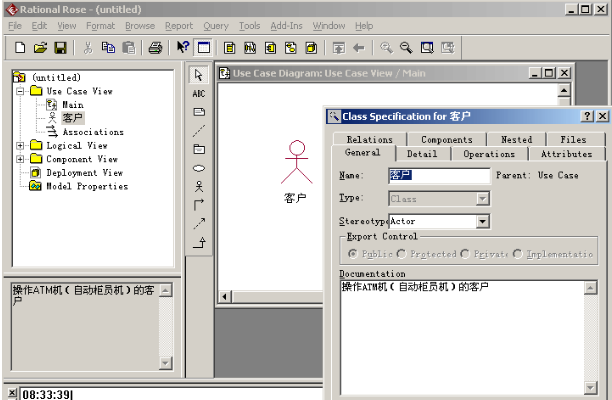 Rational Rose - (untitled)
File Edit View Format Browse Report Query Tools Add-Ins Window Help
(untitled)
Use Case View
Main
客户
Associations
Logical View
Component View
Deployment View
Model Properties
操作ATM机(自动柜员机)的客
户
ABC
Use Case Diagram: Use Case View / Main
客户
Class Specification for 客户
Relations Components Nested Files
General Detail Operations Attributes
Name: 客户 Parent: Use Case
Type: Class
Stereotype Actor
Export Control
Public Protected Private Implementatio
Documentation
操作ATM机(自动柜员机)的客户
08:33:39